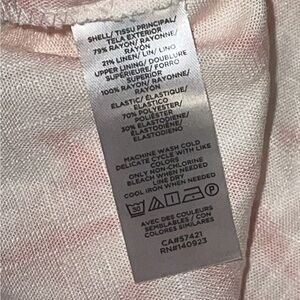 SHELL/ TISSU PRINCIPAL/
TELA EXTERIOR
79% RAYON/ RAYONNE/
RAYÓN
21% LINEN/ LIN/ LINO
UPPER LINING/ DOUBLURE
SUPÉRIEURE/ FORRO
SUPERIOR
100% RAYON/ RAYONNE/
RAYÓN
ELASTIC/ ÉLASTIQUE/
ELÁSTICO
70% POLYESTER/
POLIÉSTER
30% ELASTODIENE/
ÉLASTODIÈNE/
ELASTODIENO
MACHINE WASH COLD
DELICATE CYCLE WITH LIKE
COLORS
ONLY NON-CHLORINE
BLEACH WHEN NEEDED
LINE DRY
COOL IRON WHEN NEEDED
AVEC DES COULEURS
SEMBLABLES / CON
COLORES SIMILARES
CA#57421
RN#140923